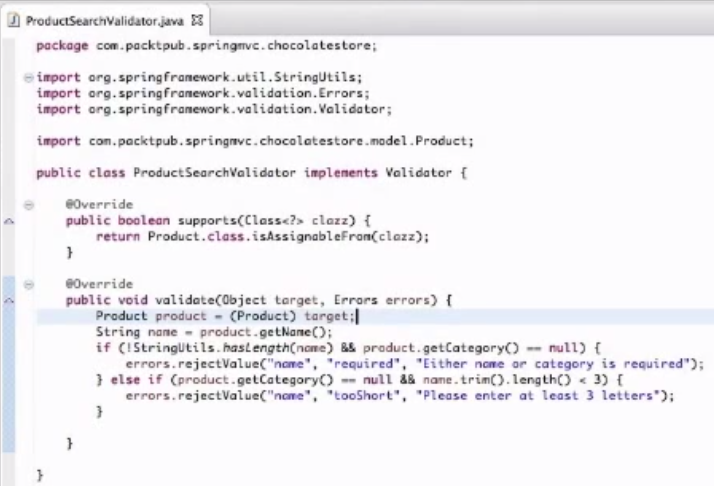 ProductSearchValidator.java
package com.packtpub.springmvc.chocolatestore;
import org.springframework.util.StringUtils;
import org.springframework.validation.Errors;
import org.springframework.validation.Validator;
import com.packtpub.springmvc.chocolatestore.model.Product;
public class ProductSearchValidator implements Validator {
@Override
public boolean supports(Class<?> clazz) {
return Product.class.isAssignableFrom(clazz);
}
@Override
public void validate(Object target, Errors errors) {
Product product = (Product) target;
String name = product.getName();
if (!StringUtils.hasLength(name) && product.getCategory() == null) {
errors.rejectValue("name", "required", "Either name or category is required");
} else if (product.getCategory() == null && name.trim().length() < 3) {
errors.rejectValue("name", "tooShort", "Please enter at least 3 letters");
}
}
}